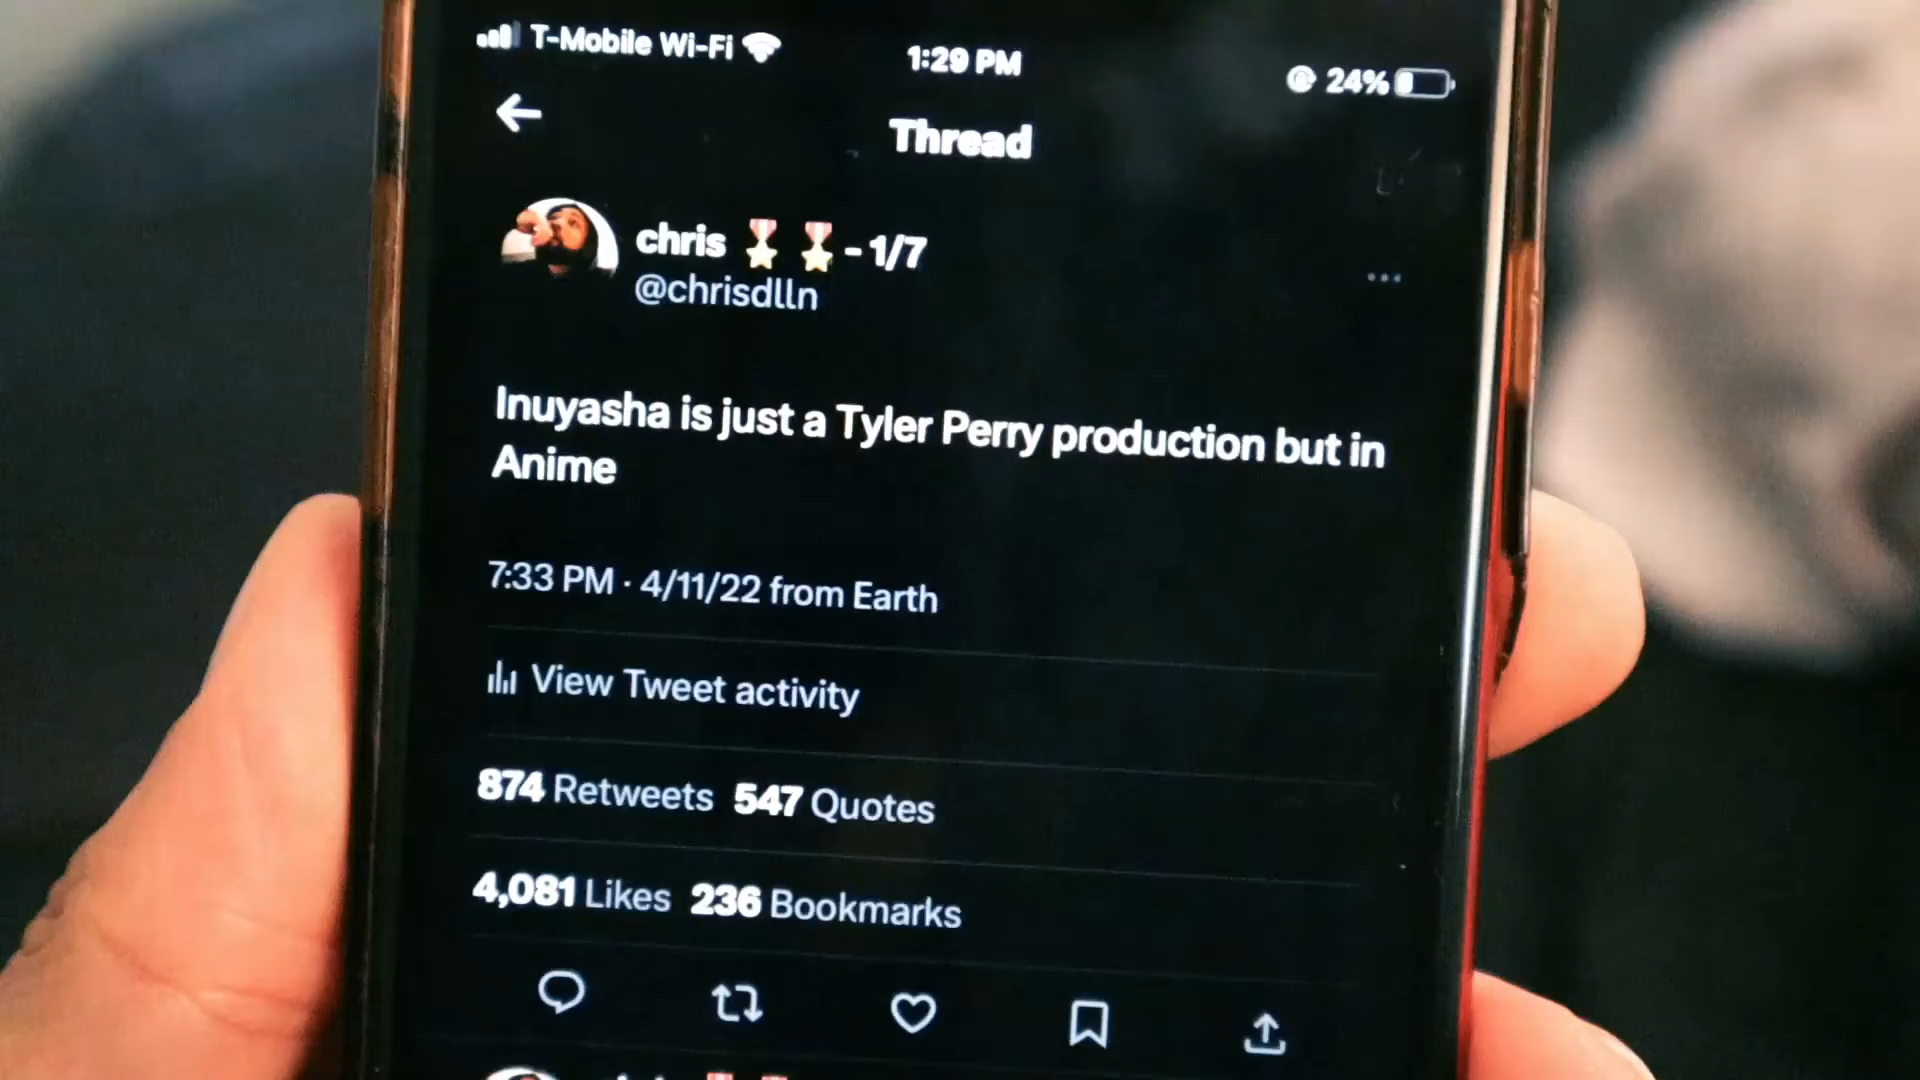 T-Mobile Wi-Fi 1:29 PM 24%
Thread
chris 🎖️ 🎖️ - 1/7
@chrisdlln
Inuyasha is just a Tyler Perry production but in
Anime
7:33 PM · 4/11/22 from Earth
View Tweet activity
874 Retweets 547 Quotes
4,081 Likes 236 Bookmarks